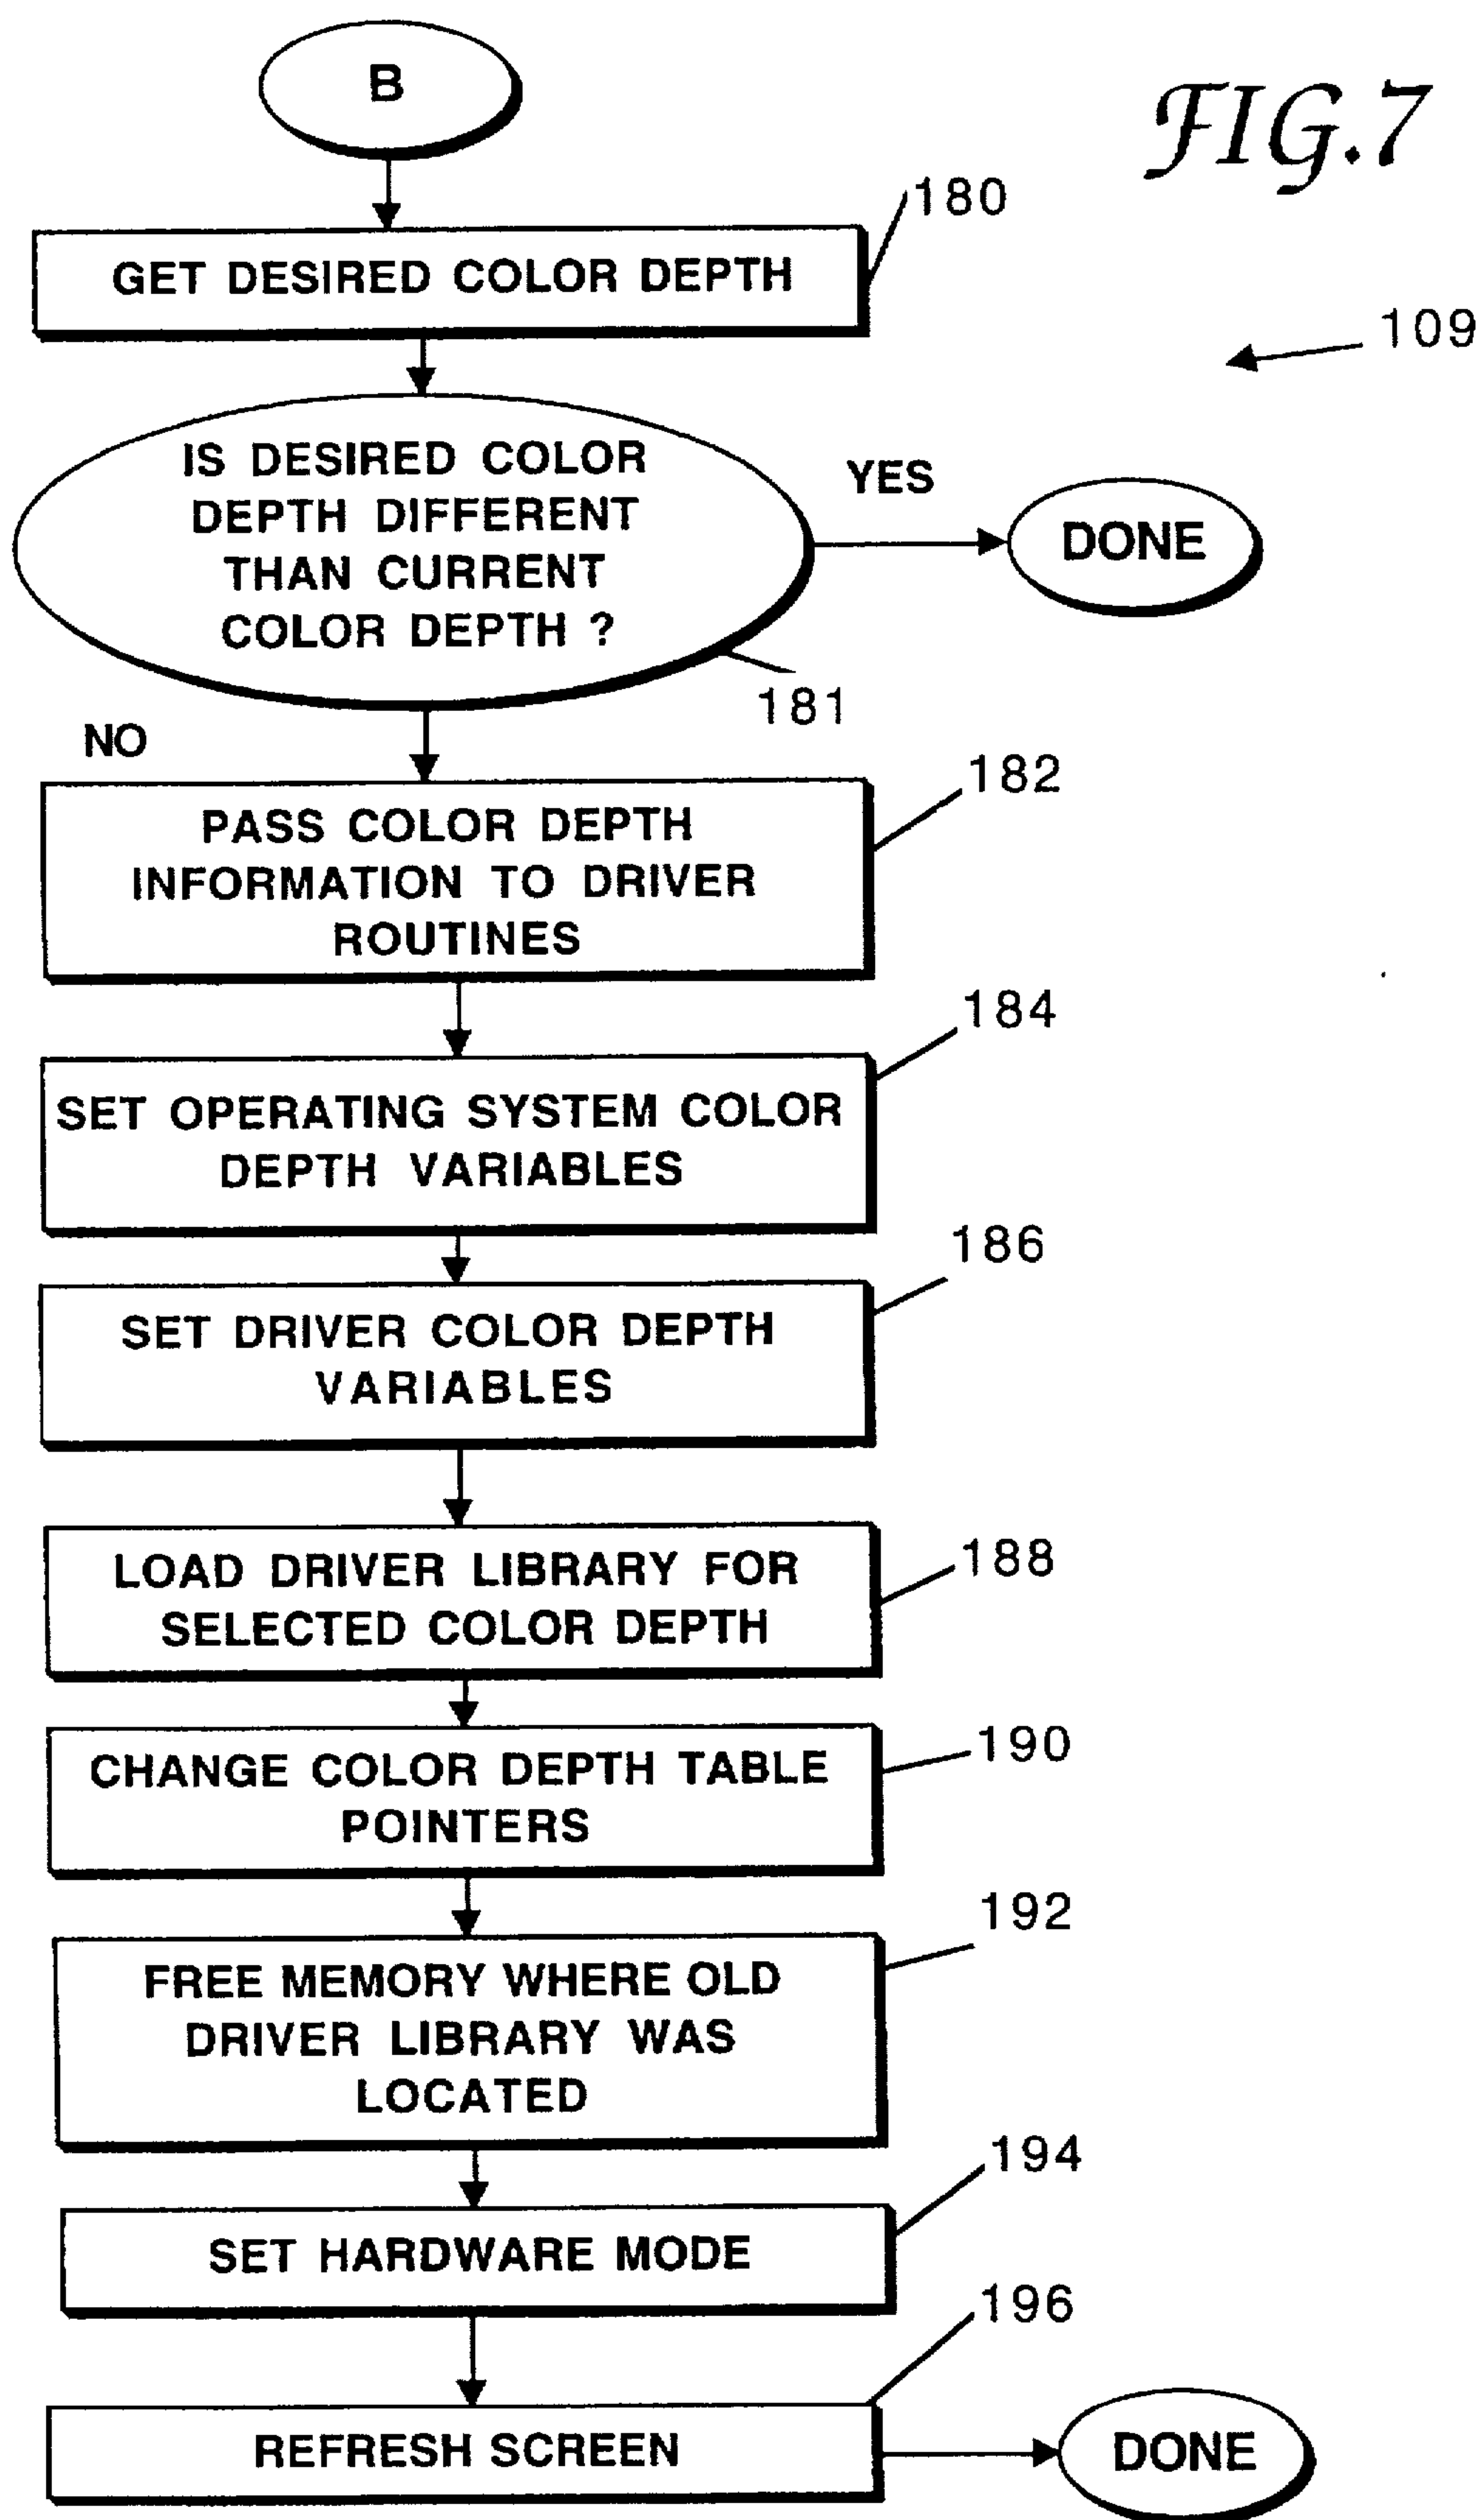 B
FIG.7
180
GET DESIRED COLOR DEPTH
109
IS DESIRED COLOR
DEPTH DIFFERENT
THAN CURRENT
COLOR DEPTH ?
YES
DONE
181
NO
182
PASS COLOR DEPTH
INFORMATION TO DRIVER
ROUTINES
184
SET OPERATING SYSTEM COLOR
DEPTH VARIABLES
186
SET DRIVER COLOR DEPTH
VARIABLES
188
LOAD DRIVER LIBRARY FOR
SELECTED COLOR DEPTH
190
CHANGE COLOR DEPTH TABLE
POINTERS
192
FREE MEMORY WHERE OLD
DRIVER LIBRARY WAS
LOCATED
194
SET HARDWARE MODE
196
REFRESH SCREEN
DONE